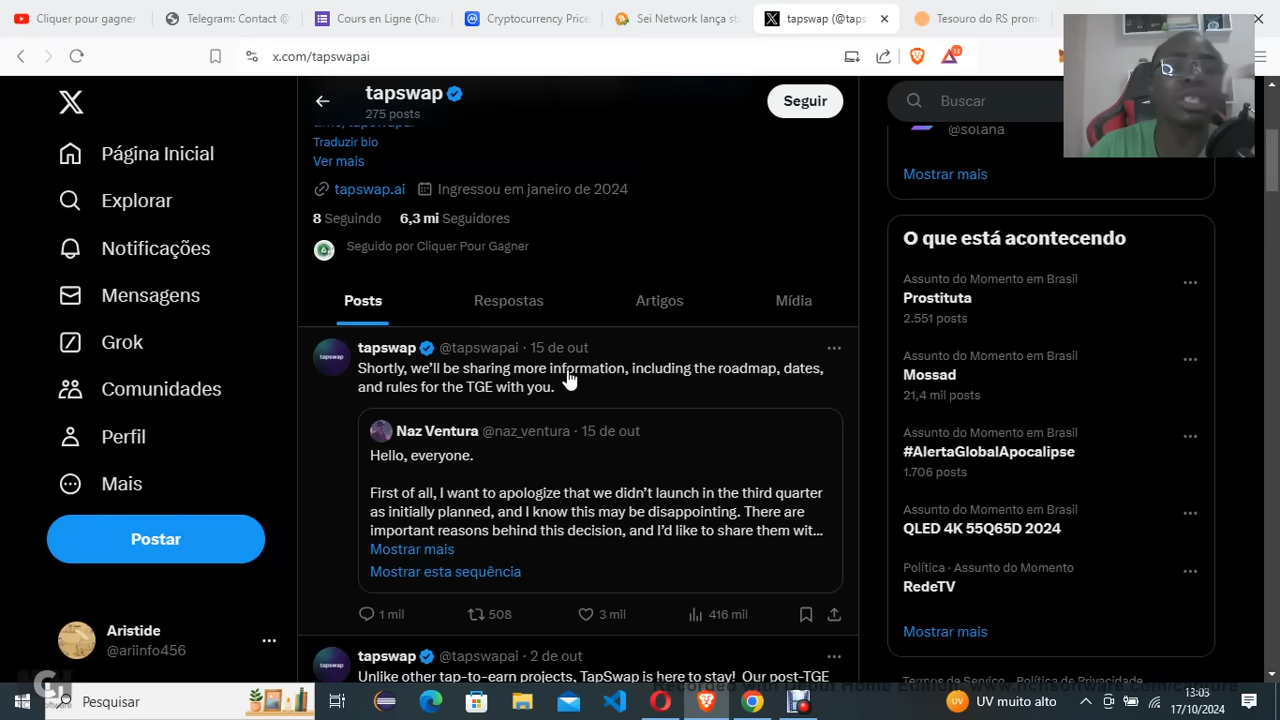 Cliquer pour gagner
Telegram: Contact @
Cours en Ligne (Cha
Cryptocurrency Price
Sei Network lança st
tapswap (@taps
Tesouro do RS prom
x.com/tapswapai
13
tapswap
275 posts
Seguir
Buscar
@solana
Traduzir bio
Ver mais
tapswap.ai
Ingressou em janeiro de 2024
8 Seguindo
6,3 mi Seguidores
Seguido por Cliquer Pour Gagner
Posts
Respostas
Artigos
Mídia
tapswap @tapswapai · 15 de out
Shortly, we'll be sharing more information, including the roadmap, dates,
and rules for the TGE with you.
Naz Ventura @naz_ventura · 15 de out
Hello, everyone.
First of all, I want to apologize that we didn't launch in the third quarter
as initially planned, and I know this may be disappointing. There are
important reasons behind this decision, and I'd like to share them wit...
Mostrar mais
Mostrar esta sequência
1 mil
508
3 mil
416 mil
tapswap @tapswapai · 2 de out
Unlike other tap-to-earn projects, TapSwap is here to stay! Our post-TGE
Página Inicial
Explorar
Notificações
Mensagens
Grok
Comunidades
Perfil
Mais
Postar
Aristide
@ariinfo456
Mostrar mais
O que está acontecendo
Assunto do Momento em Brasil
Prostituta
2.551 posts
Assunto do Momento em Brasil
Mossad
21,4 mil posts
Assunto do Momento em Brasil
#AlertaGlobalApocalipse
1.706 posts
Assunto do Momento em Brasil
QLED 4K 55Q65D 2024
Política · Assunto do Momento
RedeTV
Mostrar mais
Termos de Serviço
Política de Privacidade
Pesquisar
UV
UV muito alto
13:03
17/10/2024